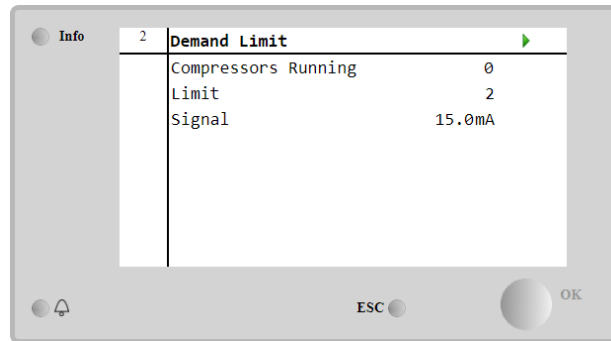 Info
2 Demand Limit
Compressors Running 0
Limit 2
Signal 15.0mA
ESC
OK